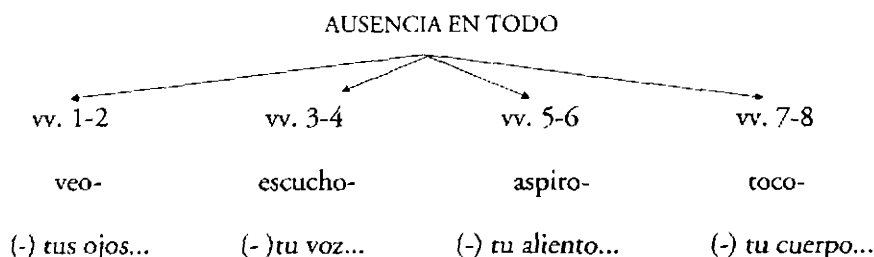 AUSENCIA EN TODO
vv. 1-2 vv. 3-4 vv. 5-6 vv. 7-8
veo- escucho- aspiro- toco-
(-) tus ojos... (- )tu voz... (-) tu aliento... (-) tu cuerpo...